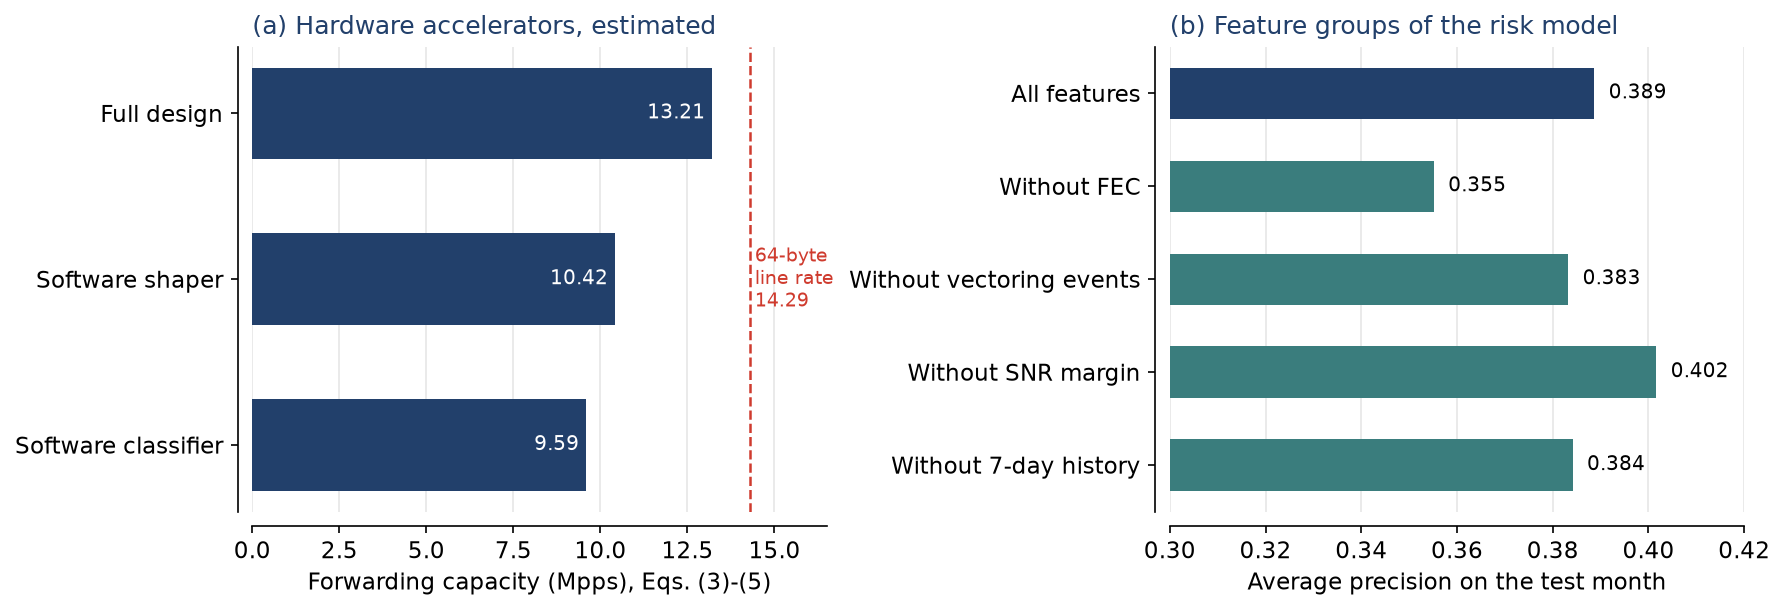 (a) Hardware accelerators, estimated
Full design
13.21
Software shaper
10.42
64-byte
line rate
14.29
Software classifier
9.59
0.0 2.5 5.0 7.5 10.0 12.5 15.0
Forwarding capacity (Mpps), Eqs. (3)-(5)
(b) Feature groups of the risk model
All features
0.389
Without FEC
0.355
Without vectoring events
0.383
Without SNR margin
0.402
Without 7-day history
0.384
0.30 0.32 0.34 0.36 0.38 0.40 0.42
Average precision on the test month